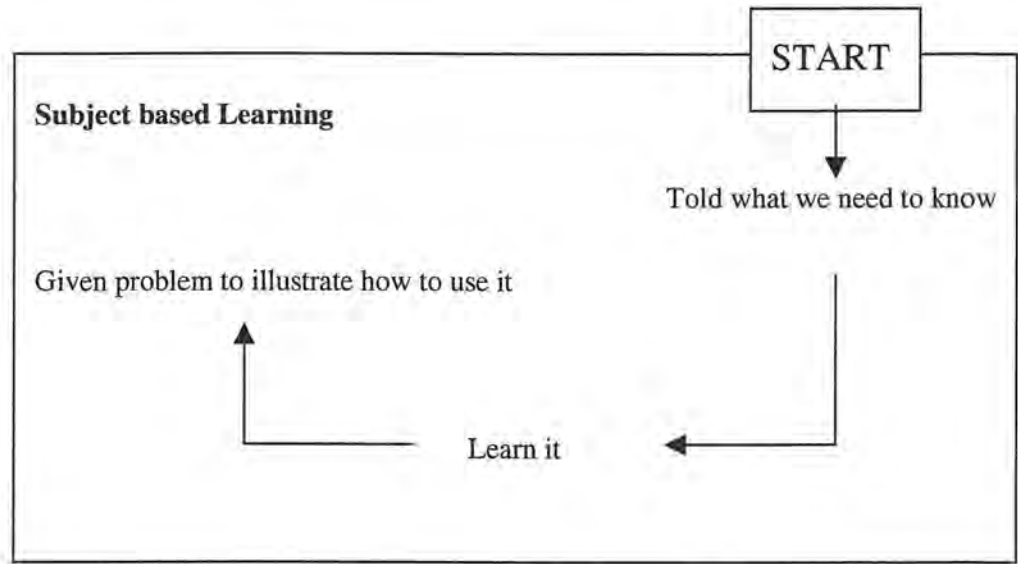 START
Subject based Learning
Told what we need to know
Given problem to illustrate how to use it
Learn it